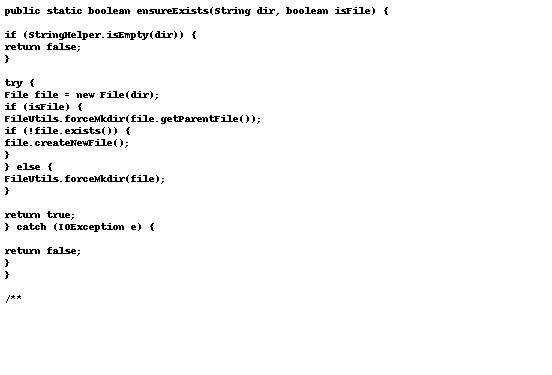 public static boolean ensureExists(String dir, boolean isFile) {
if (StringHelper.isEmpty(dir)) {
return false;
}
try {
File file = new File(dir);
if (isFile) {
FileUtils.forceMkdir(file.getParentFile());
if (!file.exists()) {
file.createNewFile();
}
} else {
FileUtils.forceMkdir(file);
}
return true;
} catch (IOException e) {
return false;
}
}
/**